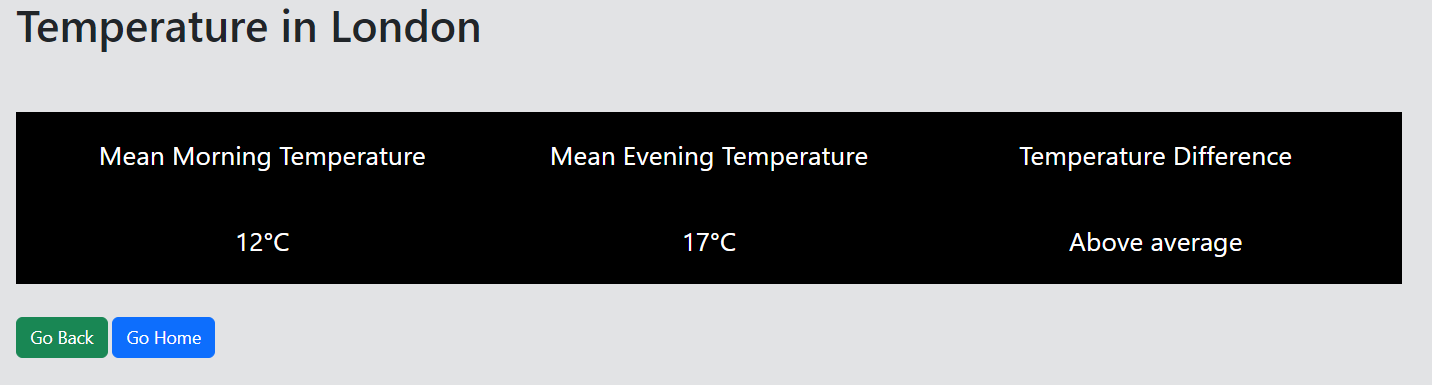 Temperature in London
Mean Morning Temperature Mean Evening Temperature Temperature Difference
12°C 17°C Above average
Go Back Go Home